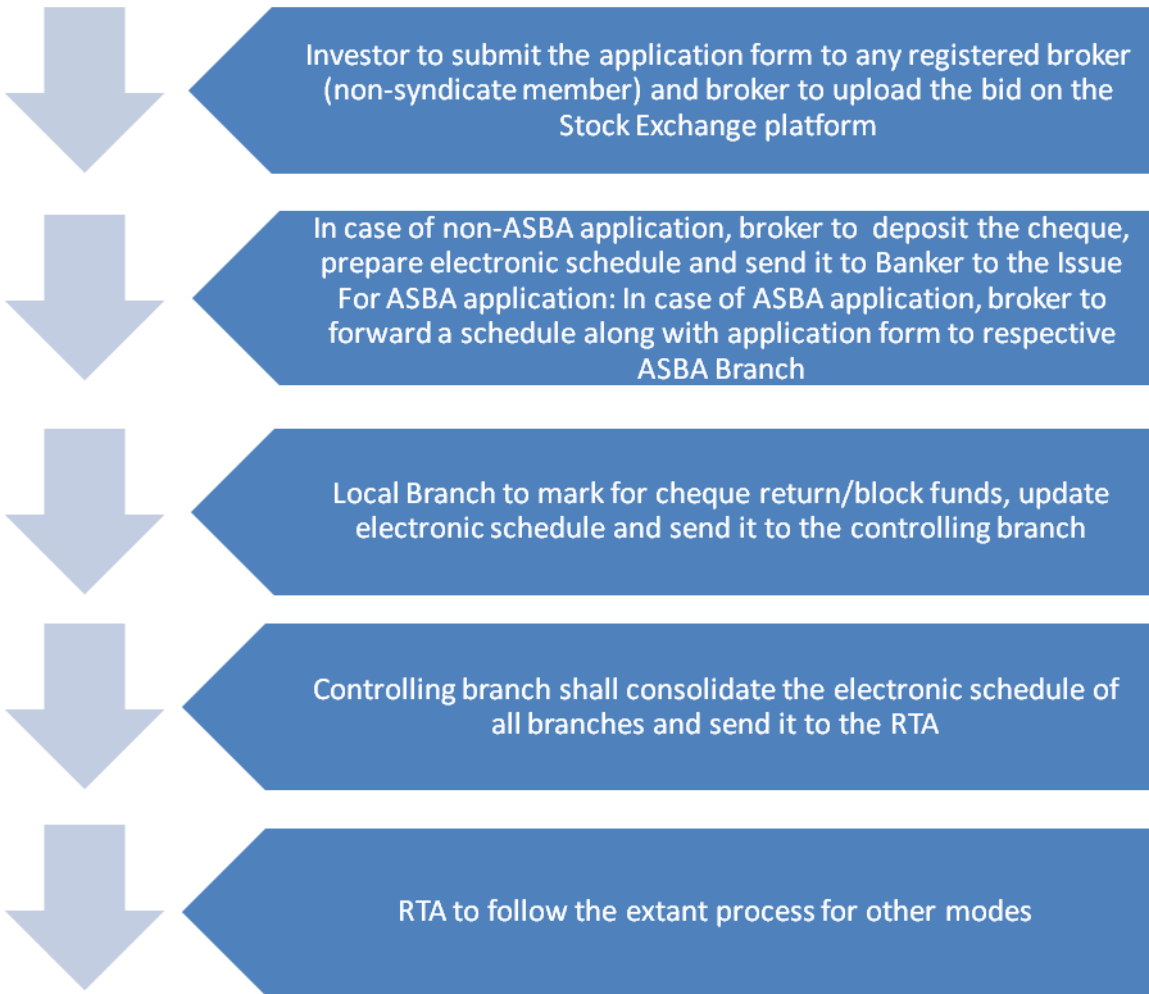 Investor to submit the application form to any registered broker
(non-syndicate member) and broker to upload the bid on the
Stock Exchange platform
In case of non-ASBA application, broker to  deposit the cheque,
prepare electronic schedule and send it to Banker to the Issue
For ASBA application: In case of ASBA application, broker to
forward a schedule along with application form to respective
ASBA Branch
Local Branch to mark for cheque return/block funds, update
electronic schedule and send it to the controlling branch
Controlling branch shall consolidate the electronic schedule of
all branches and send it to the RTA
RTA to follow the extant process for other modes